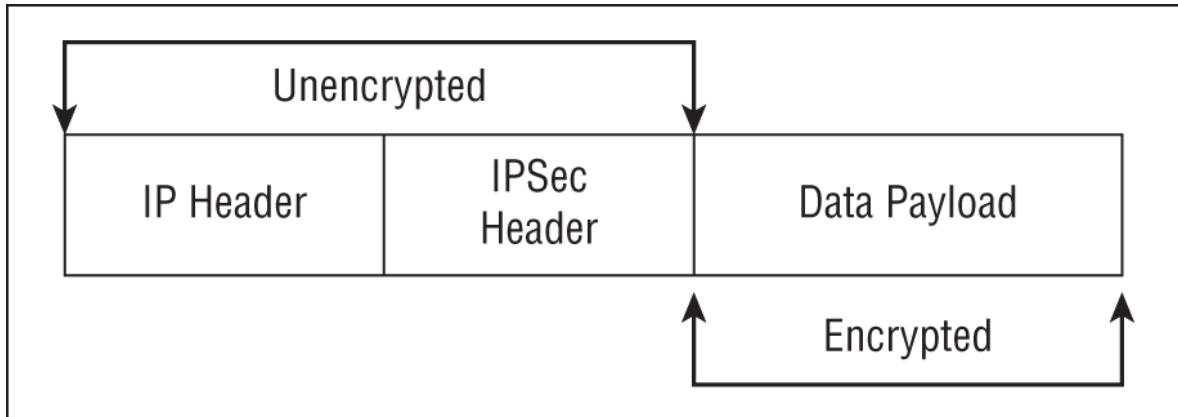 Unencrypted
IP Header
IPSec
Header
Data Payload
Encrypted